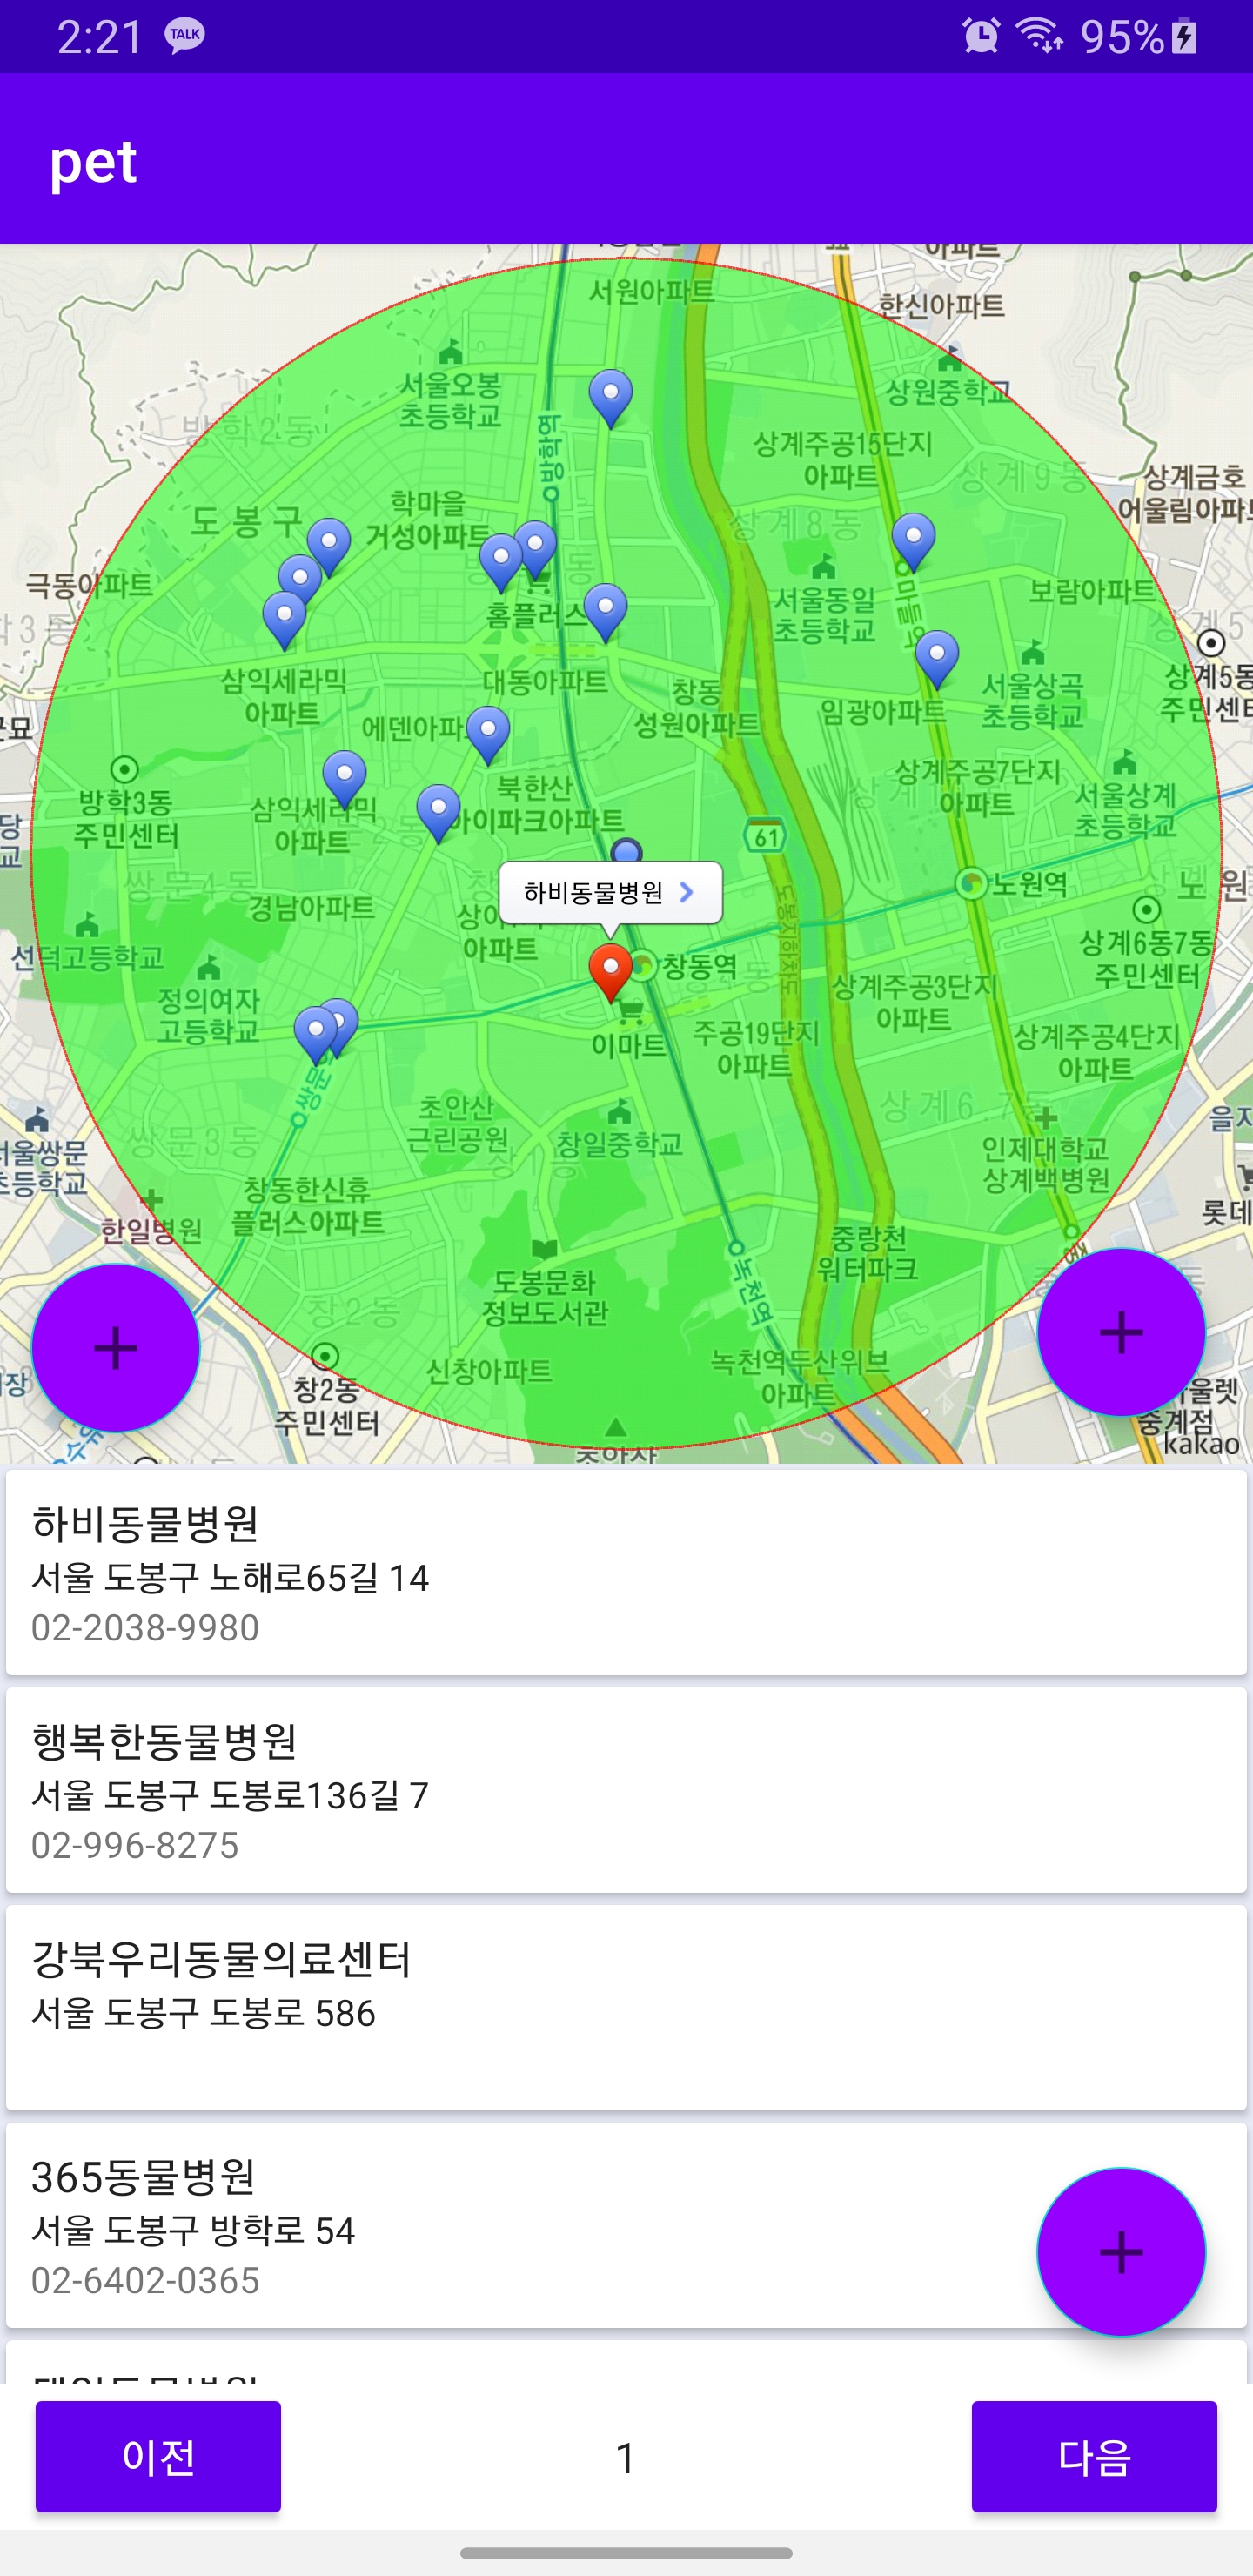 2:21
TALK
95%
pet
서원아파트
아파트
한신아파트
서울오봉
초등학교
상원중학교
방학2동
방학역
상계주공15단지
아파트
상계9동
상계금호
도봉구
학마을
거성아파트
상계8동
극동아파트
서울동일
초등학교
보람아파트
홈플러스
삼익세라믹
아파트
대동아파트
창동
성원아파트
임광아파트
서울상곡
초등학교
상계5동
방학3동
주민센터
삼익세라믹
아파트
북한산
아이파크아파트
상계주공7단지
아파트
서울상계
초등학교
61
쌍문4동
경남아파트
하비동물병원
노원역
아파트
선덕고등학교
정의여자
고등학교
창동역
상계6동7동
주민센터
상계주공3단지
아파트
이마트
주공19단지
아파트
상계주공4단지
아파트
초안산
근린공원
창일중학교
상계6.7동
인제대학교
상계백병원
쌍문3동
초등학교
한일병원
창동한신휴
플러스아파트
중랑천
워터파크
도봉문화
정보도서관
녹천역
신창아파트
녹천역두산위브
아파트
창2동
주민센터
중계점
초안산
kakao
하비동물병원
서울 도봉구 노해로65길 14
02-2038-9980
행복한동물병원
서울 도봉구 도봉로136길 7
02-996-8275
강북우리동물의료센터
서울 도봉구 도봉로 586
365동물병원
서울 도봉구 방학로 54
02-6402-0365
이전
1
다음